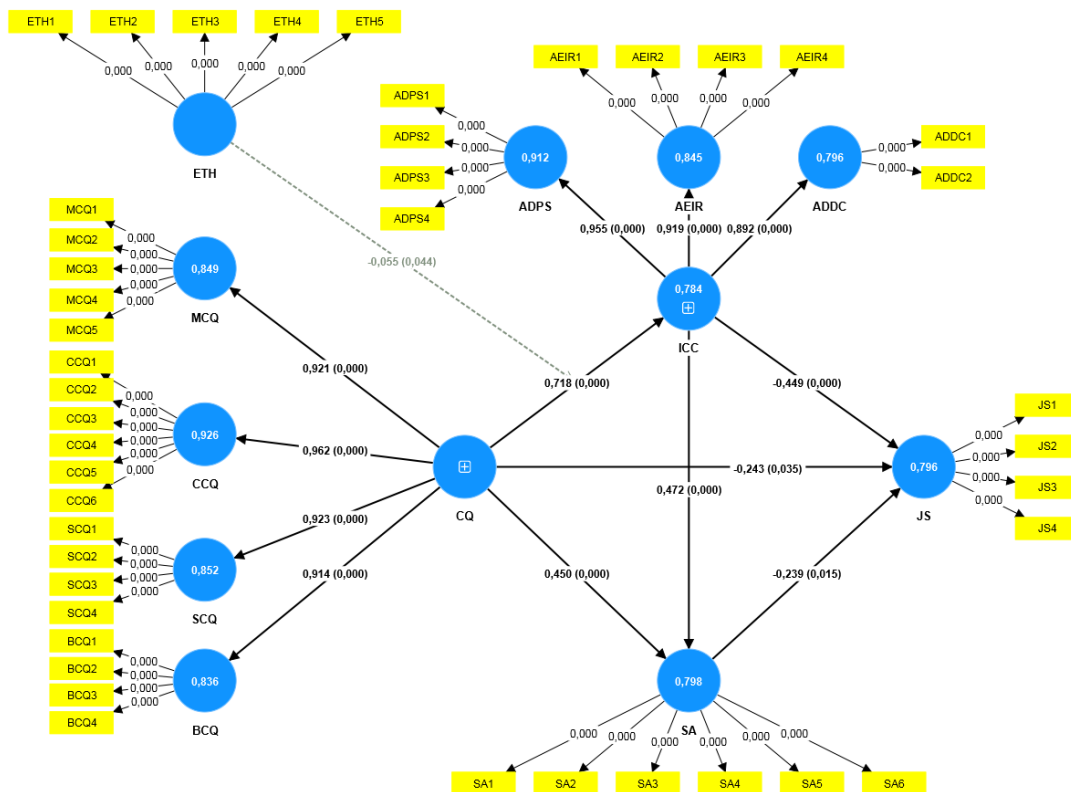 ETH1 ETH2 ETH3 ETH4 ETH5
0,000 0,000 0,000 0,000 0,000
ETH
AEIR1 AEIR2 AEIR3 AEIR4
0,000 0,000 0,000 0,000
0,845
AEIR
ADPS1
ADPS2
ADPS3
ADPS4
0,000
0,000
0,000
0,000
0,912
ADPS
0,796
ADDC
0,000
0,000
ADDC1
ADDC2
0,955 (0,000) 0,919 (0,000) 0,892 (0,000)
0,784
ICC
-0,055 (0,044)
MCQ1
MCQ2
MCQ3
MCQ4
MCQ5
0,000
0,000
0,000
0,000
0,000
0,849
MCQ
0,921 (0,000)
0,718 (0,000)
-0,449 (0,000)
CCQ1
CCQ2
CCQ3
CCQ4
CCQ5
CCQ6
0,000
0,000
0,000
0,000
0,000
0,000
0,926
CCQ
0,962 (0,000)
CQ
-0,243 (0,035)
0,472 (0,000)
0,796
JS
0,000
0,000
0,000
0,000
JS1
JS2
JS3
JS4
SCQ1
SCQ2
SCQ3
SCQ4
0,000
0,000
0,000
0,000
0,852
SCQ
0,923 (0,000)
0,914 (0,000)
0,450 (0,000)
-0,239 (0,015)
BCQ1
BCQ2
BCQ3
BCQ4
0,000
0,000
0,000
0,000
0,836
BCQ
0,798
SA
0,000 0,000 0,000 0,000 0,000 0,000
SA1 SA2 SA3 SA4 SA5 SA6